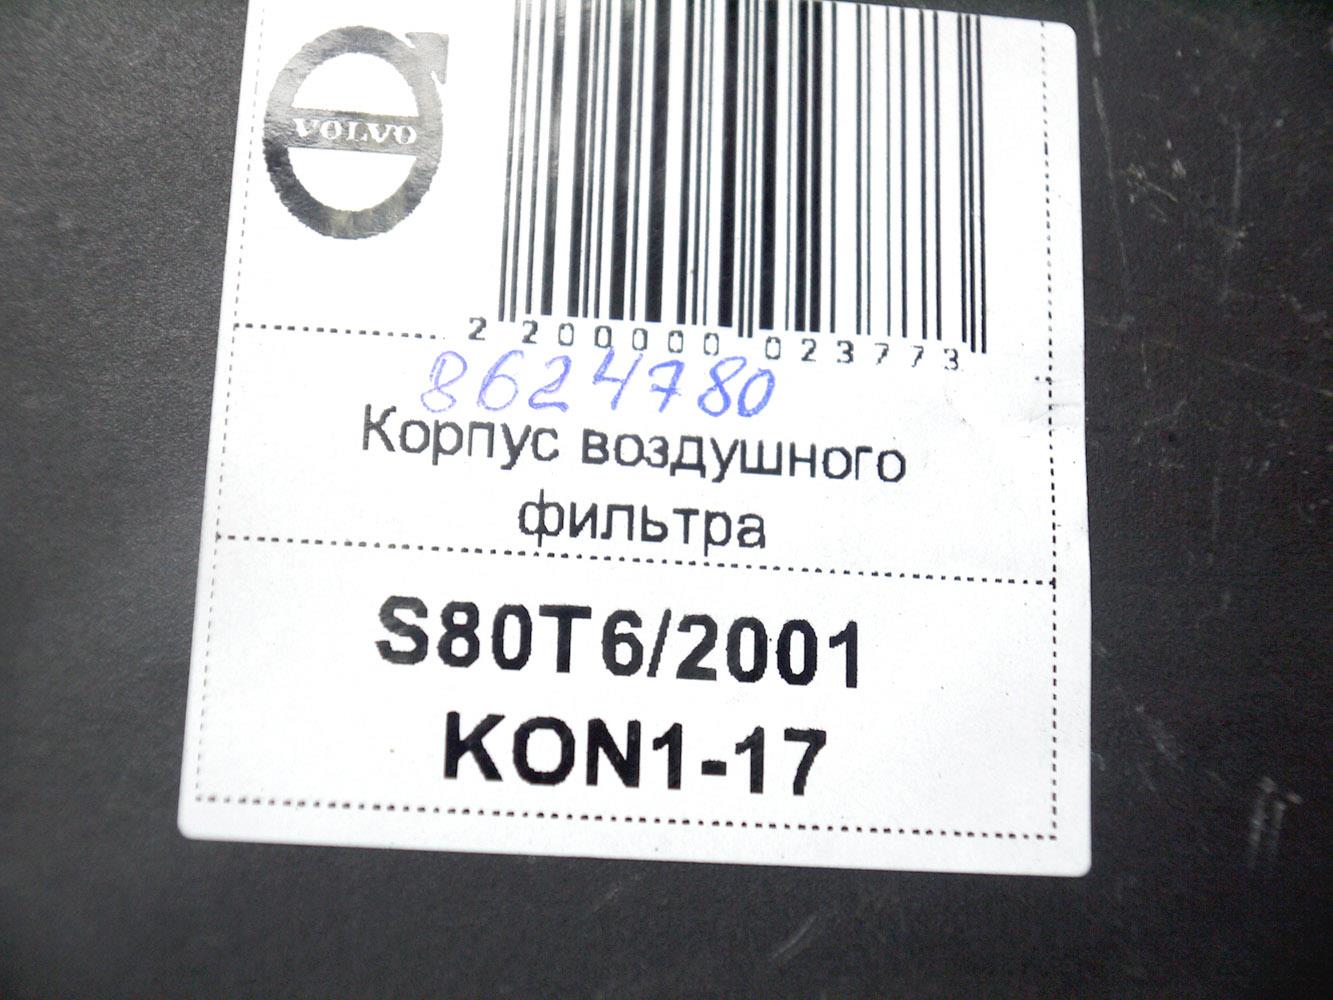 VOLVO
2 200000 023773
8624780
Корпус воздушного
фильтра
S80T6/2001
KON1-17